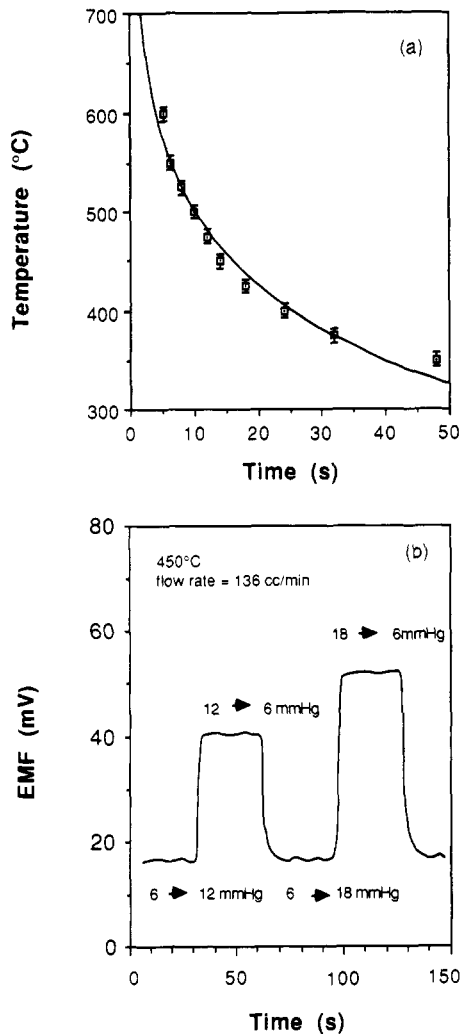 700
(a)
600
500
400
300
Temperature (°C)
0 10 20 30 40 50
Time (s)
80
450°C
flow rate = 136 cc/min
(b)
60
18 ➤ 6mmHg
12 ➤ 6 mmHg
40
20
6 ➤ 12 mmHg 6 ➤ 18 mmHg
0
EMF (mV)
0 50 100 150
Time (s)